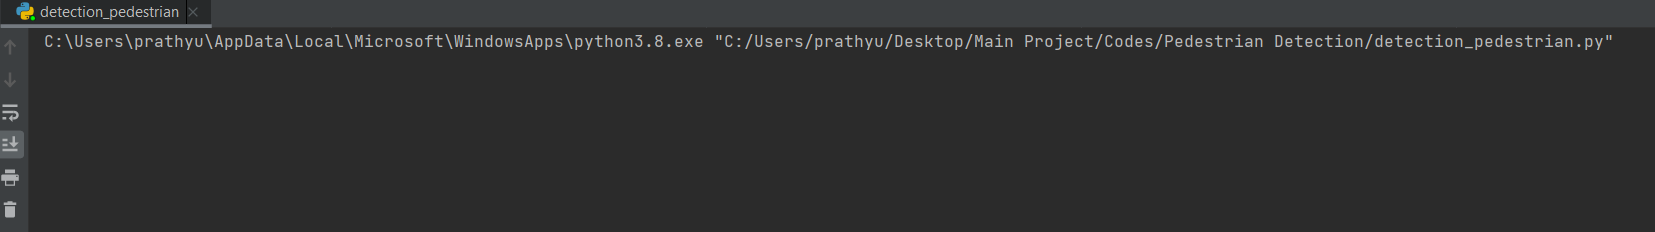 detection_pedestrian
C:\Users\prathyu\AppData\Local\Microsoft\WindowsApps\python3.8.exe "C:/Users/prathyu/Desktop/Main Project/Codes/Pedestrian Detection/detection_pedestrian.py"